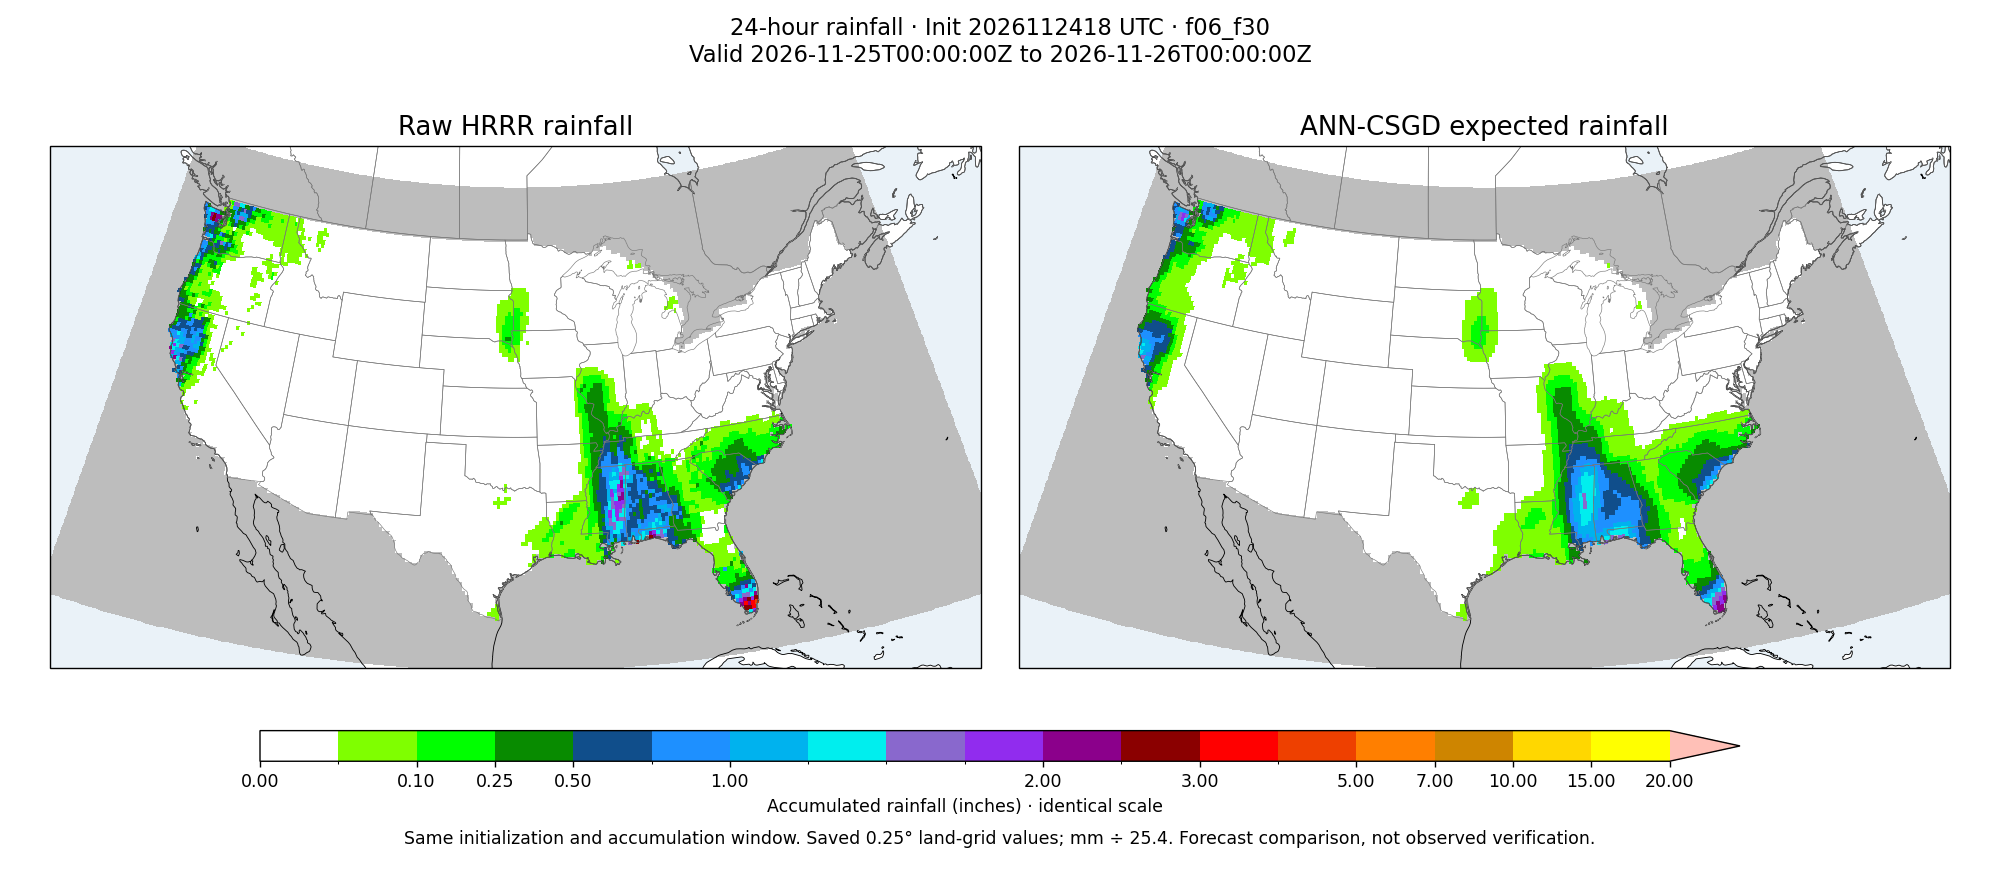 24-hour rainfall · Init 2026112418 UTC · f06_f30
Valid 2026-11-25T00:00:00Z to 2026-11-26T00:00:00Z
Raw HRRR rainfall
ANN-CSGD expected rainfall
0.00 0.10 0.25 0.50 1.00 2.00 3.00 5.00 7.00 10.00 15.00 20.00
Accumulated rainfall (inches) · identical scale
Same initialization and accumulation window. Saved 0.25° land-grid values; mm ÷ 25.4. Forecast comparison, not observed verification.